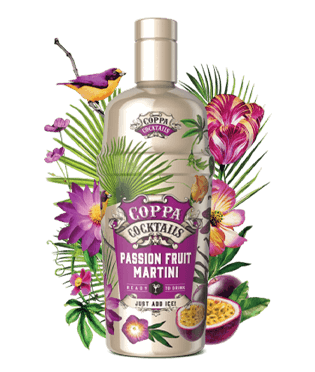 COPPA
COCKTAILS
COPPA
COCKTAILS
PASSION FRUIT
MARTINI
READY TO DRINK
JUST ADD ICE!